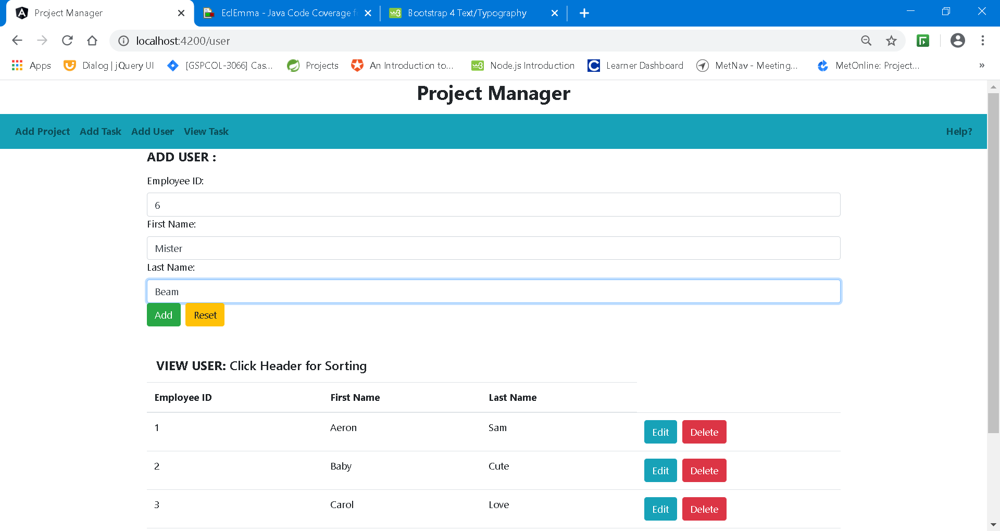 Project Manager
EclEmma - Java Code Coverage f
Bootstrap 4 Text/Typography
localhost:4200/user
Apps
Dialog | jQuery UI
[GSPCOL-3066] Cas...
Projects
An Introduction to...
Node.js Introduction
Learner Dashboard
MetNav - Meeting...
MetOnline: Project...
»
Project Manager
Add Project Add Task Add User View Task Help?
ADD USER :
Employee ID:
6
First Name:
Mister
Last Name:
Beam
Add Reset
VIEW USER: Click Header for Sorting
Employee ID First Name Last Name
1 Aeron Sam Edit Delete
2 Baby Cute Edit Delete
3 Carol Love Edit Delete